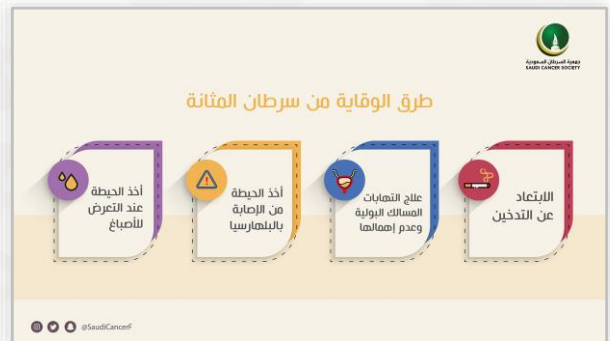 جمعية السرطان السعودية
SAUDI CANCER SOCIETY
طرق الوقاية من سرطان المثانة
الابتعاد
عن التدخين
علاج التهابات
المسالك البولية
وعدم إهمالها
أخذ الحيطة
من الإصابة
بالبلهارسيا
أخذ الحيطة
عند التعرض
للأصباغ
@SaudiCancerF